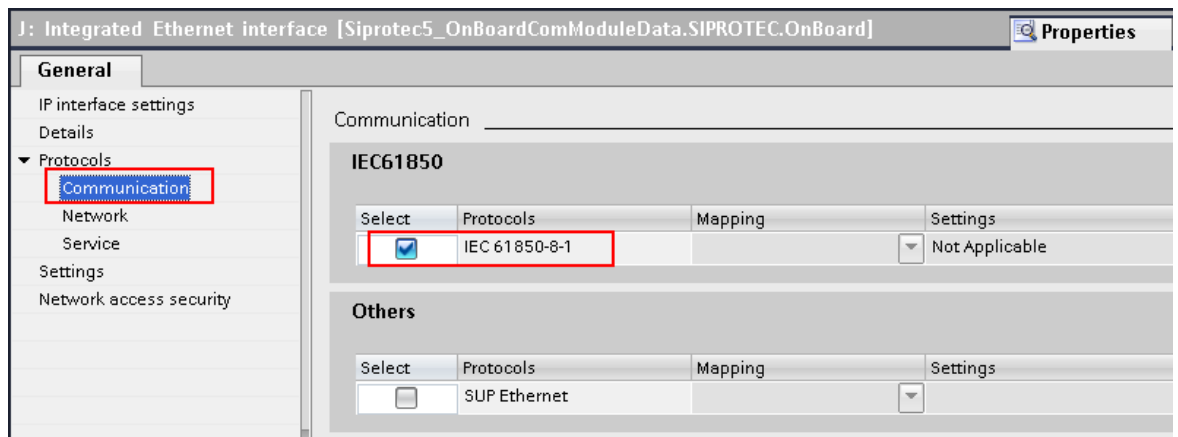 J: Integrated Ethernet interface [Siprotec5_OnBoardComModuleData.SIPROTEC.OnBoard]
Properties
General
IP interface settings
Details
Protocols
Communication
Network
Service
Settings
Network access security
Communication
IEC61850
Select Protocols Mapping Settings
IEC 61850-8-1 Not Applicable
Others
Select Protocols Mapping Settings
SUP Ethernet